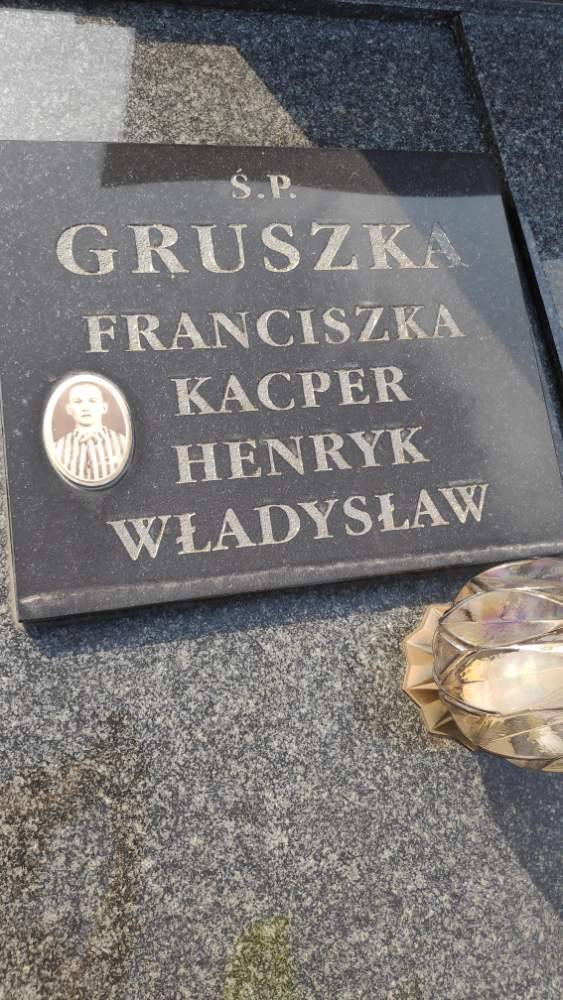 Ś.P.
GRUSZKA
FRANCISZKA
KACPER
HENRYK
WŁADYSŁAW